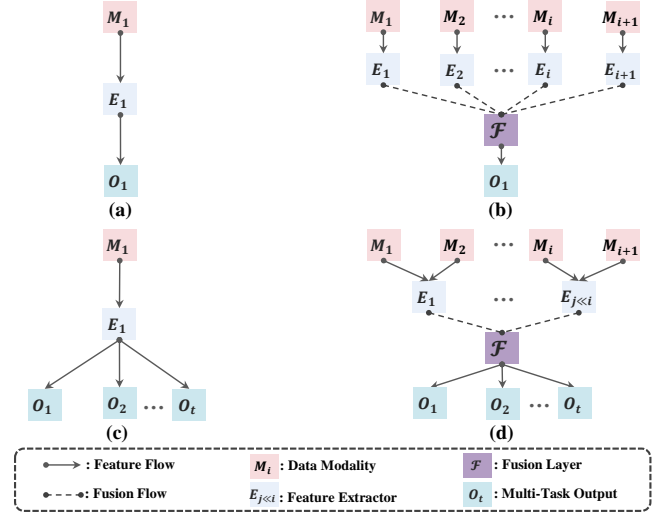 M₁
E₁
O₁
(a)
M₁ M₂ ... Mᵢ Mᵢ₊₁
E₁ E₂ ... Eᵢ Eᵢ₊₁
ℱ
O₁
(b)
M₁
E₁
O₁ O₂ ... Oₜ
(c)
M₁ M₂ ... Mᵢ Mᵢ₊₁
E₁ ... E_{j≪i}
ℱ
O₁ O₂ ... Oₜ
(d)
: Feature Flow Mᵢ : Data Modality ℱ : Fusion Layer
: Fusion Flow E_{j≪i} : Feature Extractor Oₜ : Multi-Task Output